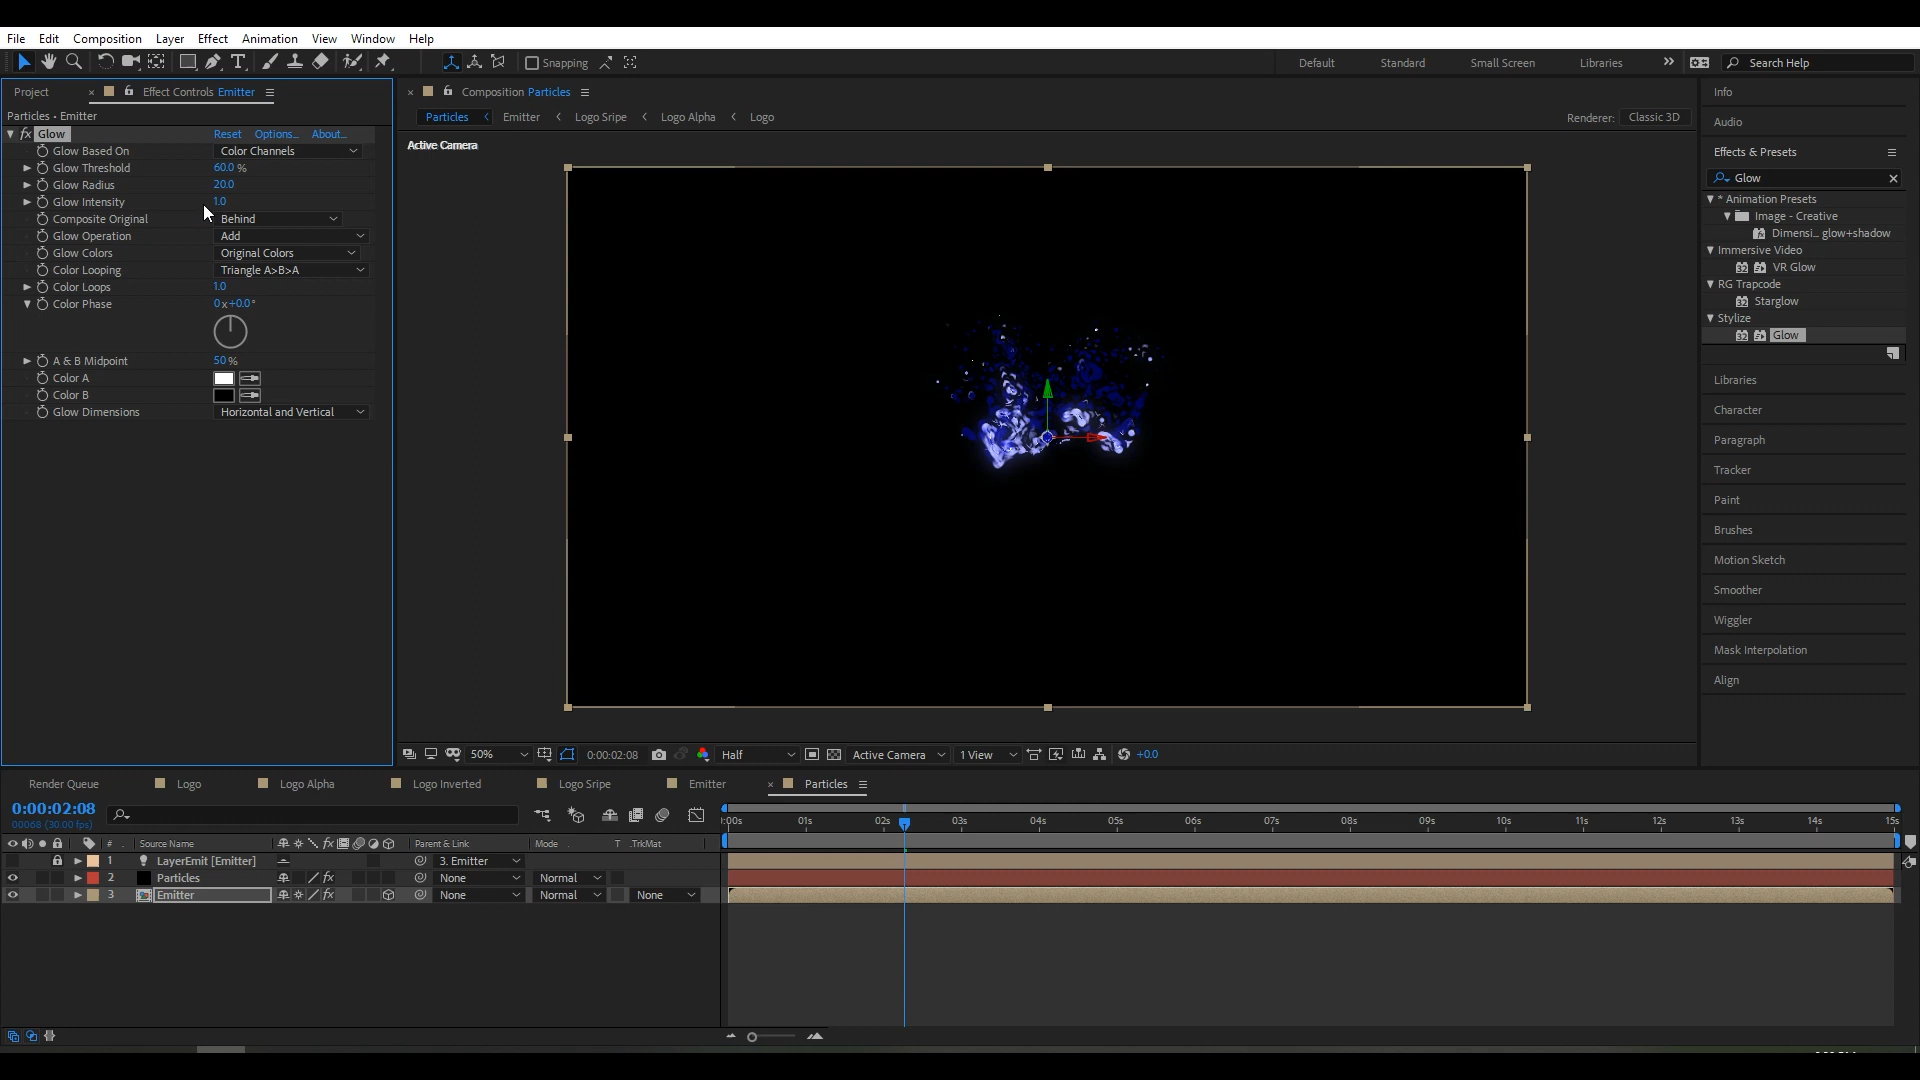 File Edit Composition Layer Effect Animation View Window Help
Snapping Default Standard Small Screen Libraries Search Help
Project × Effect Controls Emitter
Particles • Emitter
fx Glow Reset Options... About...
Glow Based On Color Channels
Glow Threshold 60.0 %
Glow Radius 20.0
Glow Intensity 1.0
Composite Original Behind
Glow Operation Add
Glow Colors Original Colors
Color Looping Triangle A>B>A
Color Loops 1.0
Color Phase 0 x +0.0 °
A & B Midpoint 50 %
Color A
Color B
Glow Dimensions Horizontal and Vertical
× Composition Particles
Particles < Emitter < Logo Sripe < Logo Alpha < Logo
Renderer: Classic 3D
Active Camera
50% 0:00:02:08 Half Active Camera 1 View +0.0
Info
Audio
Effects & Presets
Glow
* Animation Presets
Image - Creative
Dimensi... glow+shadow
Immersive Video
VR Glow
RG Trapcode
Starglow
Stylize
Glow
Libraries
Character
Paragraph
Tracker
Paint
Brushes
Motion Sketch
Smoother
Wiggler
Mask Interpolation
Align
Render Queue Logo Logo Alpha Logo Inverted Logo Sripe Emitter × Particles
0:00:02:08
00068 (30.00 fps)
:00s 01s 02s 03s 04s 05s 06s 07s 08s 09s 10s 11s 12s 13s 14s 15s
# Source Name fx Parent & Link Mode T .TrkMat
1 LayerEmit [Emitter] 3. Emitter
2 Particles fx None Normal
3 Emitter fx None Normal None